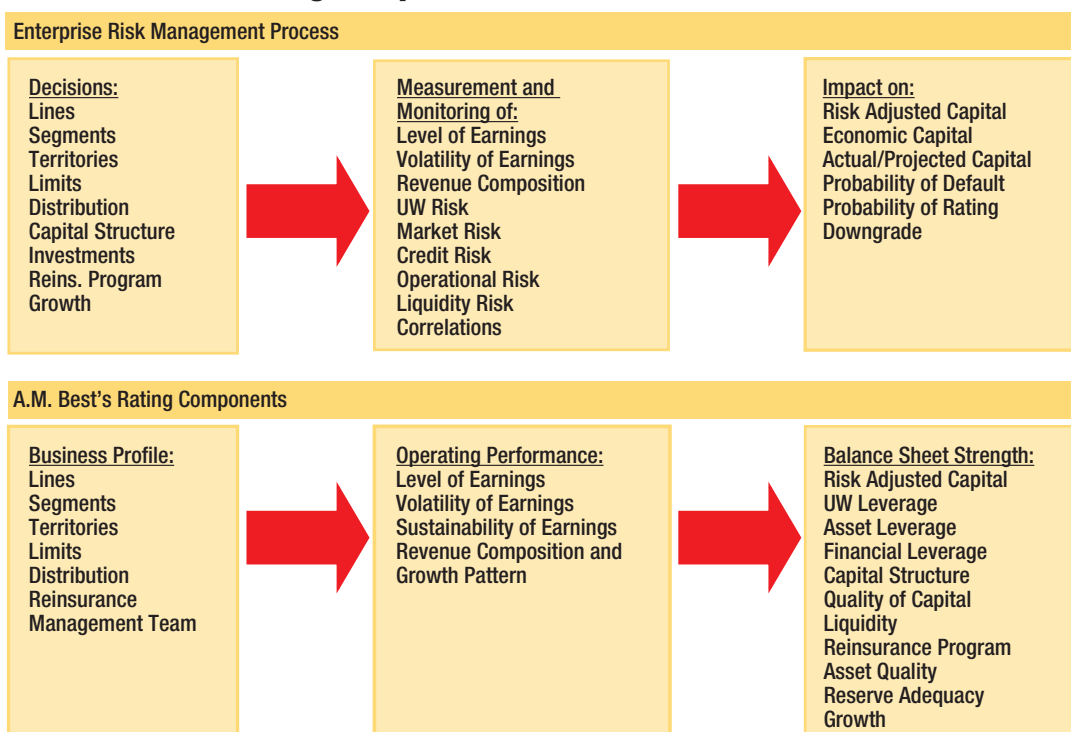 Enterprise Risk Management Process
Decisions:
Lines
Segments
Territories
Limits
Distribution
Capital Structure
Investments
Reins. Program
Growth
Measurement and
Monitoring of:
Level of Earnings
Volatility of Earnings
Revenue Composition
UW Risk
Market Risk
Credit Risk
Operational Risk
Liquidity Risk
Correlations
Impact on:
Risk Adjusted Capital
Economic Capital
Actual/Projected Capital
Probability of Default
Probability of Rating
Downgrade
A.M. Best's Rating Components
Business Profile:
Lines
Segments
Territories
Limits
Distribution
Reinsurance
Management Team
Operating Performance:
Level of Earnings
Volatility of Earnings
Sustainability of Earnings
Revenue Composition and
Growth Pattern
Balance Sheet Strength:
Risk Adjusted Capital
UW Leverage
Asset Leverage
Financial Leverage
Capital Structure
Quality of Capital
Liquidity
Reinsurance Program
Asset Quality
Reserve Adequacy
Growth